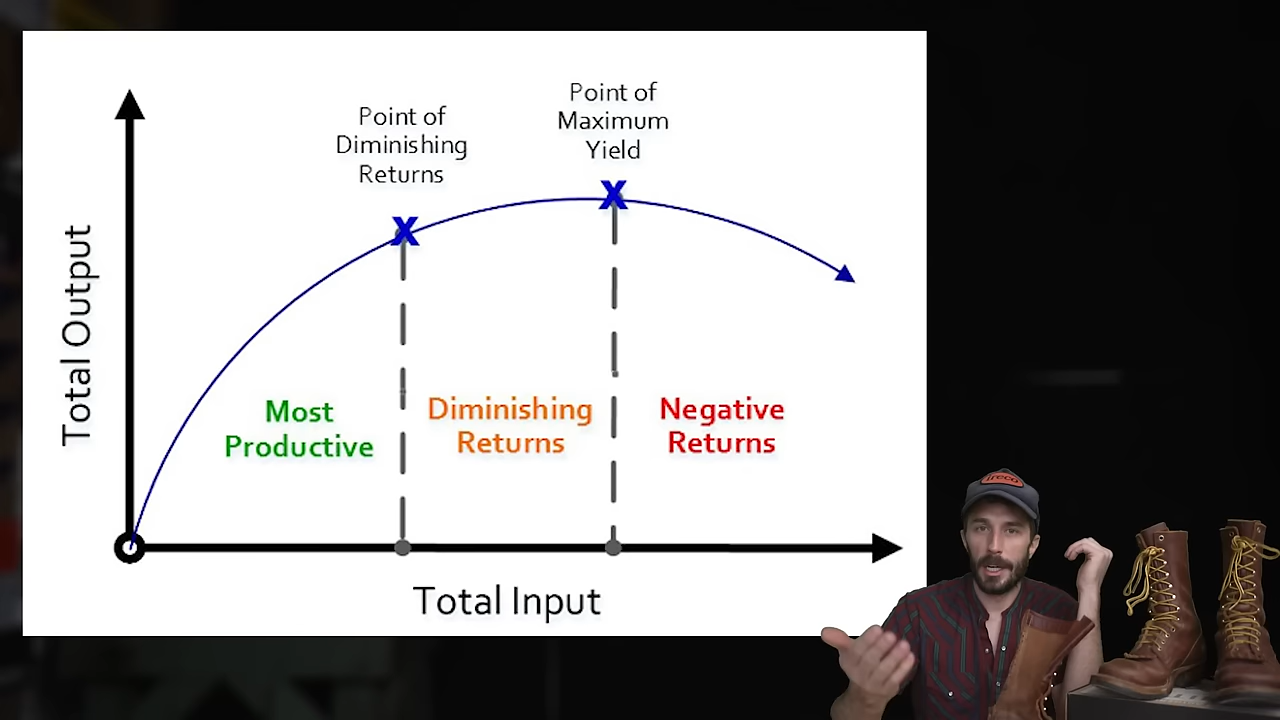 Point of
Diminishing
Returns
Point of
Maximum
Yield
X
X
Total Output
Most
Productive
Diminishing
Returns
Negative
Returns
Total Input